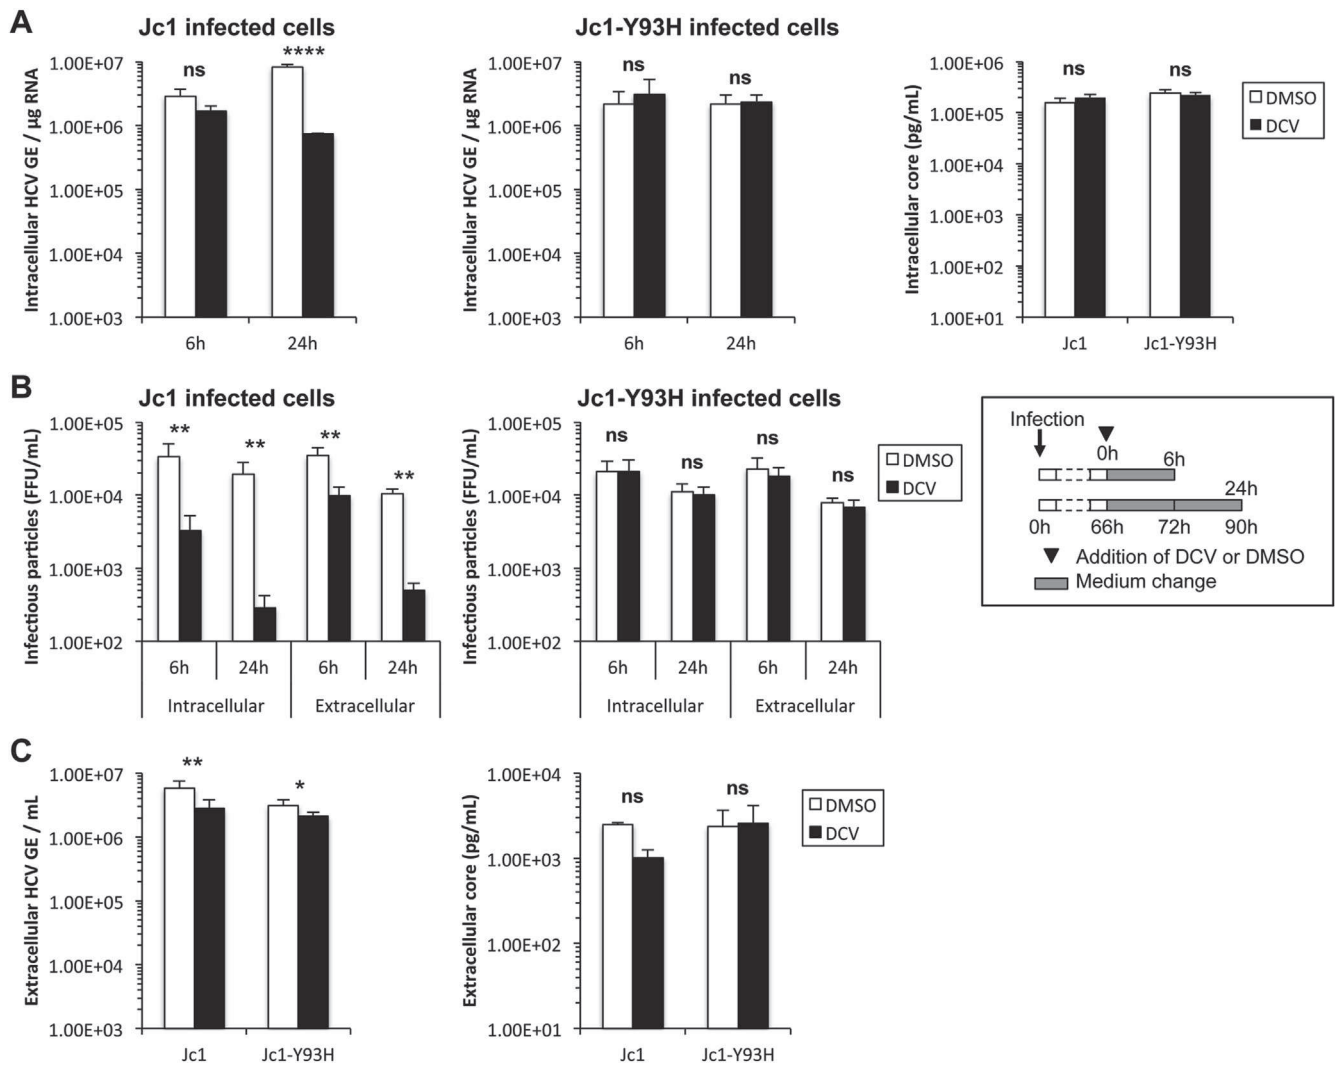 A
Jc1 infected cells
Intracellular HCV GE / µg RNA
1.00E+07
1.00E+06
1.00E+05
1.00E+04
1.00E+03
ns
****
6h
24h
Jc1-Y93H infected cells
Intracellular HCV GE / µg RNA
1.00E+07
1.00E+06
1.00E+05
1.00E+04
1.00E+03
ns
ns
6h
24h
Intracellular core (pg/mL)
1.00E+06
1.00E+05
1.00E+04
1.00E+03
1.00E+02
1.00E+01
ns
ns
Jc1
Jc1-Y93H
DMSO
DCV
B
Jc1 infected cells
Infectious particles (FFU/mL)
1.00E+05
1.00E+04
1.00E+03
1.00E+02
**
**
**
**
6h
24h
6h
24h
Intracellular
Extracellular
Jc1-Y93H infected cells
Infectious particles (FFU/mL)
1.00E+05
1.00E+04
1.00E+03
1.00E+02
ns
ns
ns
ns
6h
24h
6h
24h
Intracellular
Extracellular
DMSO
DCV
Infection
0h
6h
24h
0h
66h
72h
90h
Addition of DCV or DMSO
Medium change
C
Extracellular HCV GE / mL
1.00E+07
1.00E+06
1.00E+05
1.00E+04
1.00E+03
**
*
Jc1
Jc1-Y93H
Extracellular core (pg/mL)
1.00E+04
1.00E+03
1.00E+02
1.00E+01
ns
ns
Jc1
Jc1-Y93H
DMSO
DCV